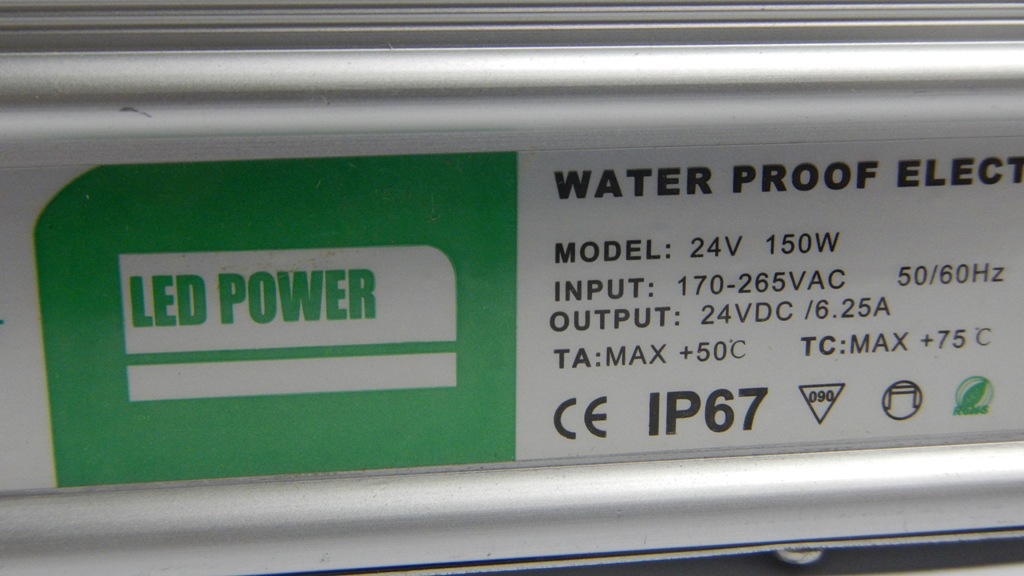 LED POWER
WATER PROOF ELECT
MODEL: 24V 150W
INPUT: 170-265VAC 50/60Hz
OUTPUT: 24VDC /6.25A
TA:MAX +50℃ TC:MAX +75℃
CE IP67 090 RoHS